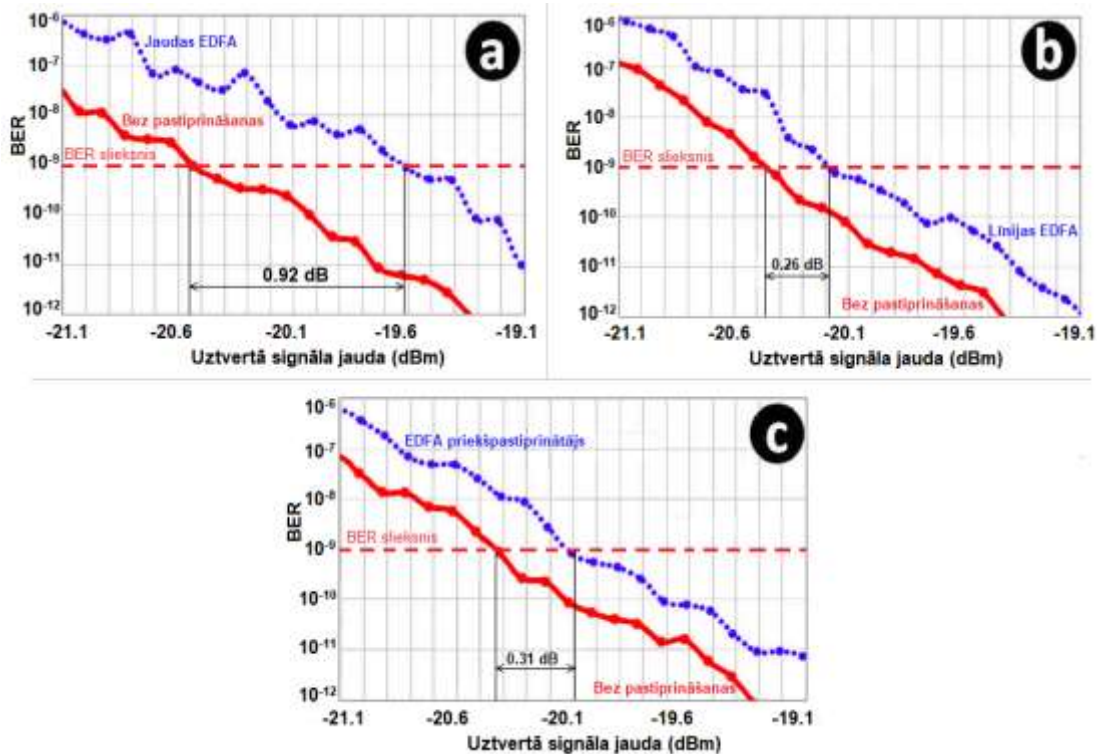 a
10-6
10-7
10-8
10-9
10-10
10-11
10-12
BER
Jaudas EDFA
Bez pastiprināšanas
BER slieksnis
0.92 dB
-21.1 -20.6 -20.1 -19.6 -19.1
Uztvertā signāla jauda (dBm)
b
10-6
10-7
10-8
10-9
10-10
10-11
10-12
BER
BER slieksnis
Līnijas EDFA
0.26 dB
Bez pastiprināšanas
-21.1 -20.6 -20.1 -19.6 -19.1
Uztvertā signāla jauda (dBm)
c
10-6
10-7
10-8
10-9
10-10
10-11
10-12
BER
EDFA priekšpastiprinātājs
BER slieksnis
0.31 dB
Bez pastiprināšanas
-21.1 -20.6 -20.1 -19.6 -19.1
Uztvertā signāla jauda (dBm)